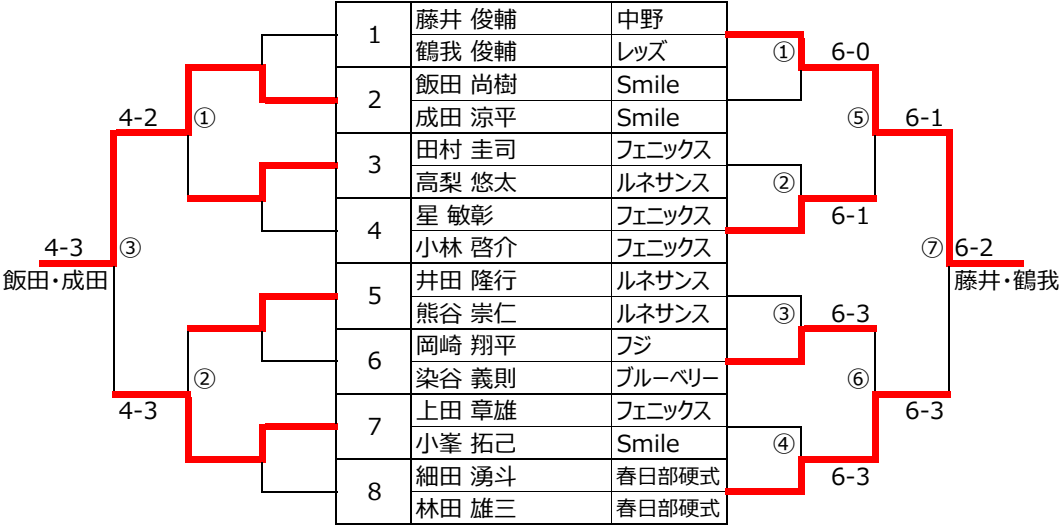 1 藤井 俊輔 中野
鶴我 俊輔 レッズ ① 6-0
2 飯田 尚樹 Smile
4-2 ① 成田 涼平 Smile ⑤ 6-1
3 田村 圭司 フェニックス
高梨 悠太 ルネサンス ②
4 星 敏彰 フェニックス 6-1
4-3 ③ 小林 啓介 フェニックス ⑦ 6-2
飯田・成田 5 井田 隆行 ルネサンス 藤井・鶴我
熊谷 崇仁 ルネサンス ③ 6-3
6 岡崎 翔平 フジ
② 染谷 義則 ブルーベリー ⑥
4-3 7 上田 章雄 フェニックス 6-3
小峯 拓己 Smile ④
8 細田 湧斗 春日部硬式 6-3
林田 雄三 春日部硬式